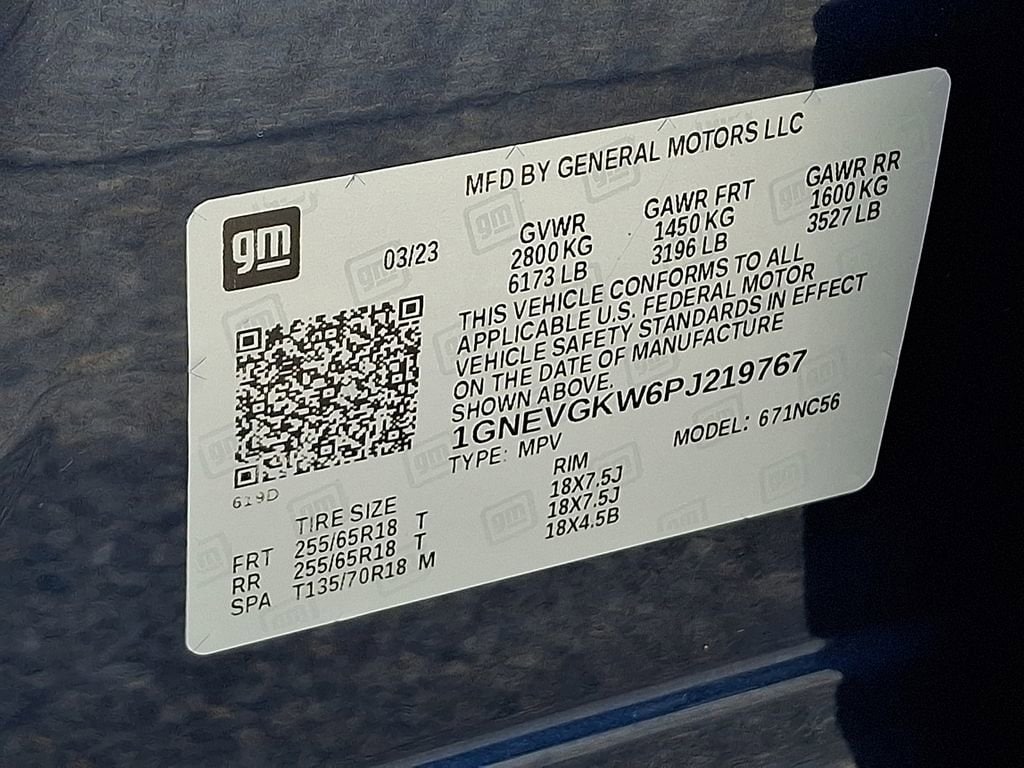 MFD BY GENERAL MOTORS LLC
gm
03/23
GVWR
2800 KG
6173 LB
GAWR FRT
1450 KG
3196 LB
GAWR RR
1600 KG
3527 LB
THIS VEHICLE CONFORMS TO ALL
APPLICABLE U.S. FEDERAL MOTOR
VEHICLE SAFETY STANDARDS IN EFFECT
ON THE DATE OF MANUFACTURE
SHOWN ABOVE.
1GNEVGKW6PJ219767
TYPE: MPV
MODEL: 671NC56
619D
TIRE SIZE RIM
FRT 255/65R18 T 18X7.5J
RR 255/65R18 T 18X7.5J
SPA T135/70R18 M 18X4.5B